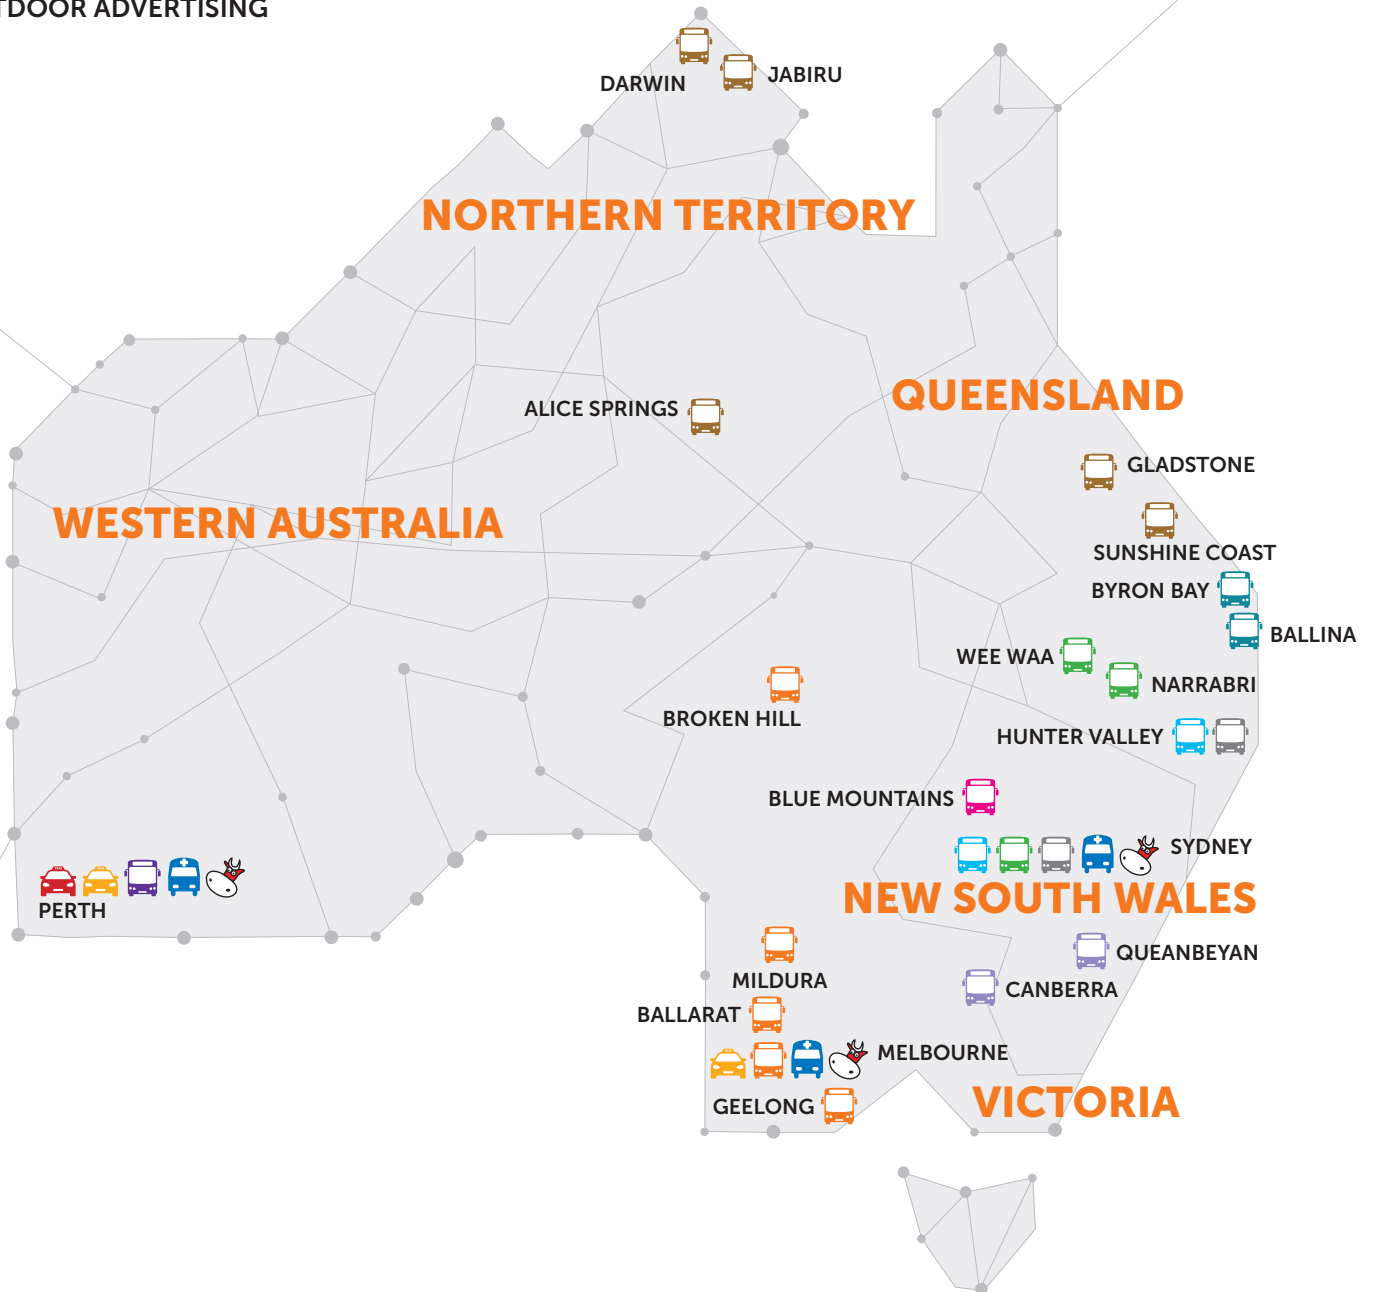 OUTDOOR ADVERTISING
DARWIN
JABIRU
NORTHERN TERRITORY
QUEENSLAND
ALICE SPRINGS
GLADSTONE
WESTERN AUSTRALIA
SUNSHINE COAST
BYRON BAY
BALLINA
WEE WAA
NARRABRI
BROKEN HILL
HUNTER VALLEY
BLUE MOUNTAINS
SYDNEY
NEW SOUTH WALES
PERTH
QUEANBEYAN
MILDURA
CANBERRA
BALLARAT
MELBOURNE
VICTORIA
GEELONG